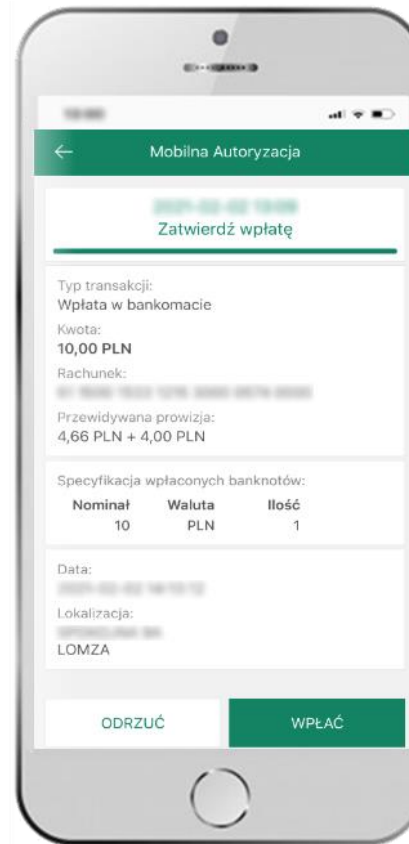 Mobilna Autoryzacja
Zatwierdź wpłatę
Typ transakcji:
Wpłata w bankomacie
Kwota:
10,00 PLN
Rachunek:
Przewidywana prowizja:
4,66 PLN + 4,00 PLN
Specyfikacja wpłaconych banknotów:
Nominał Waluta Ilość
10 PLN 1
Data:
Lokalizacja:
LOMZA
ODRZUĆ WPŁAĆ